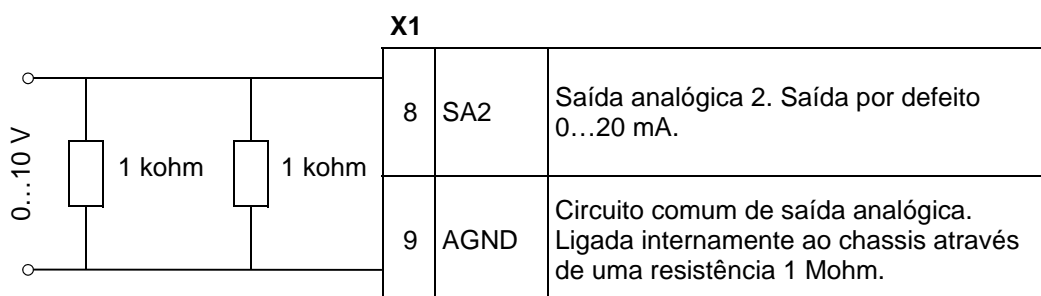 X1
8 SA2 Saída analógica 2. Saída por defeito
0…20 mA.
0…10 V
1 kohm 1 kohm
9 AGND Circuito comum de saída analógica.
Ligada internamente ao chassis através
de uma resistência 1 Mohm.